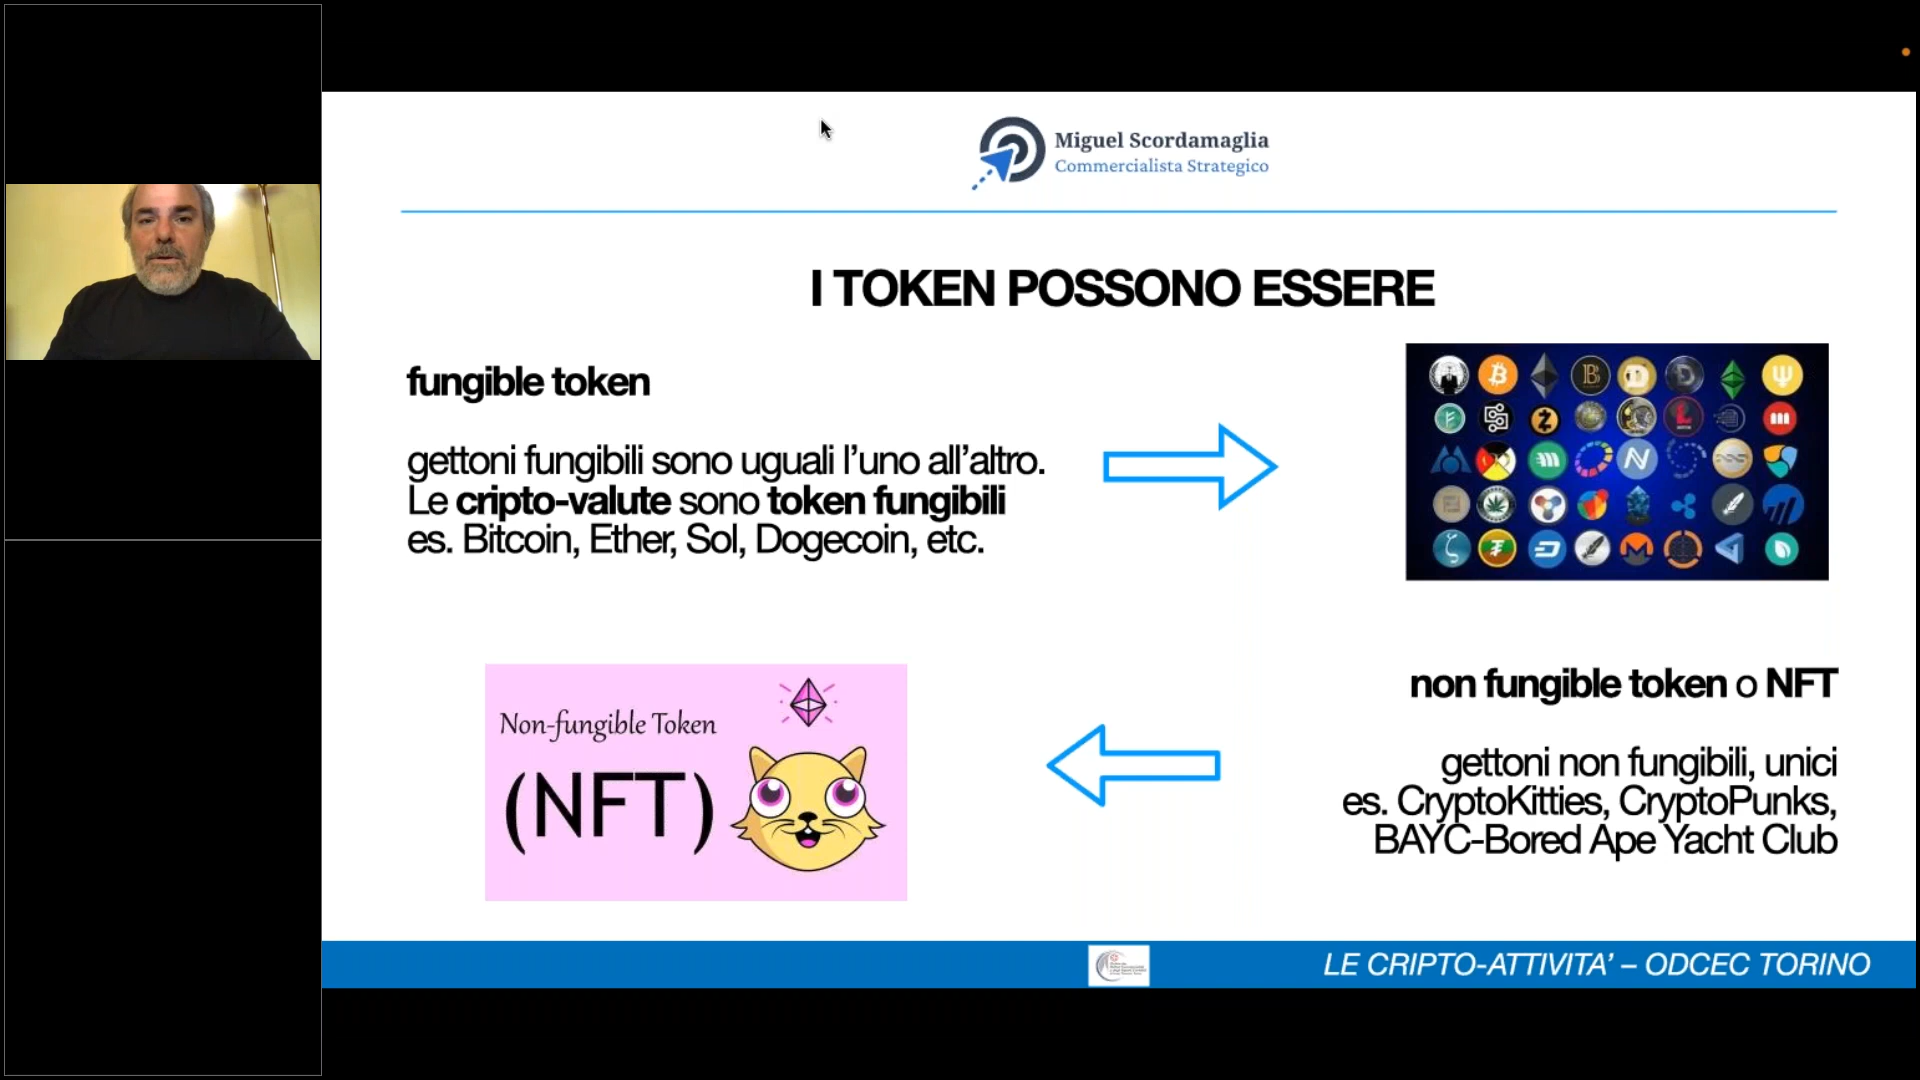 Miguel Scordamaglia
Commercialista Strategico
I TOKEN POSSONO ESSERE
fungible token
gettoni fungibili sono uguali l’uno all’altro.
Le cripto-valute sono token fungibili
es. Bitcoin, Ether, Sol, Dogecoin, etc.
non fungible token o NFT
gettoni non fungibili, unici
es. CryptoKitties, CryptoPunks,
BAYC-Bored Ape Yacht Club
Non-fungible Token
(NFT)
LE CRIPTO-ATTIVITA’ – ODCEC TORINO